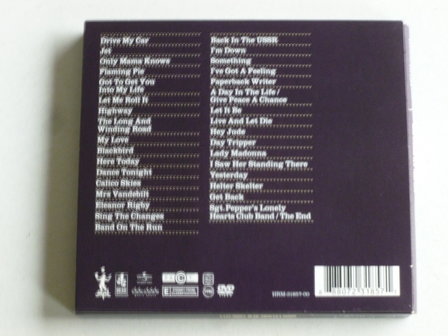 Drive My Car
Jet
Only Mama Knows
Flaming Pie
Got To Get You
Into My Life
Let Me Roll It
Highway
The Long And
Winding Road
My Love
Blackbird
Here Today
Dance Tonight
Calico Skies
Mrs Vandebilt
Eleanor Rigby
Sing The Changes
Band On The Run
Back In The USSR
I'm Down
Something
I've Got A Feeling
Paperback Writer
A Day In The Life /
Give Peace A Chance
Let It Be
Live And Let Die
Hey Jude
Day Tripper
Lady Madonna
I Saw Her Standing There
Yesterday
Helter Skelter
Get Back
Sgt. Pepper's Lonely
Hearts Club Band / The End
DVD
HRM-31857-00